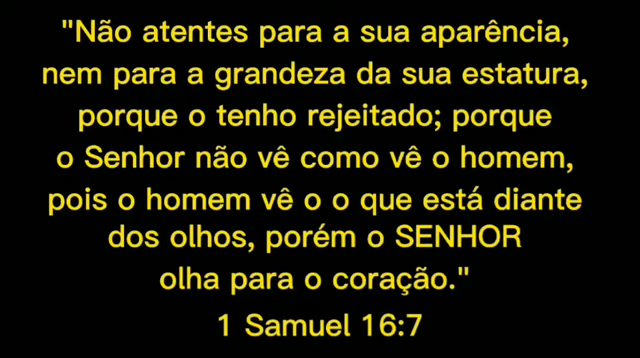 "Não atentes para a sua aparência,
nem para a grandeza da sua estatura,
porque o tenho rejeitado; porque
o Senhor não vê como vê o homem,
pois o homem vê o o que está diante
dos olhos, porém o SENHOR
olha para o coração."
1 Samuel 16:7